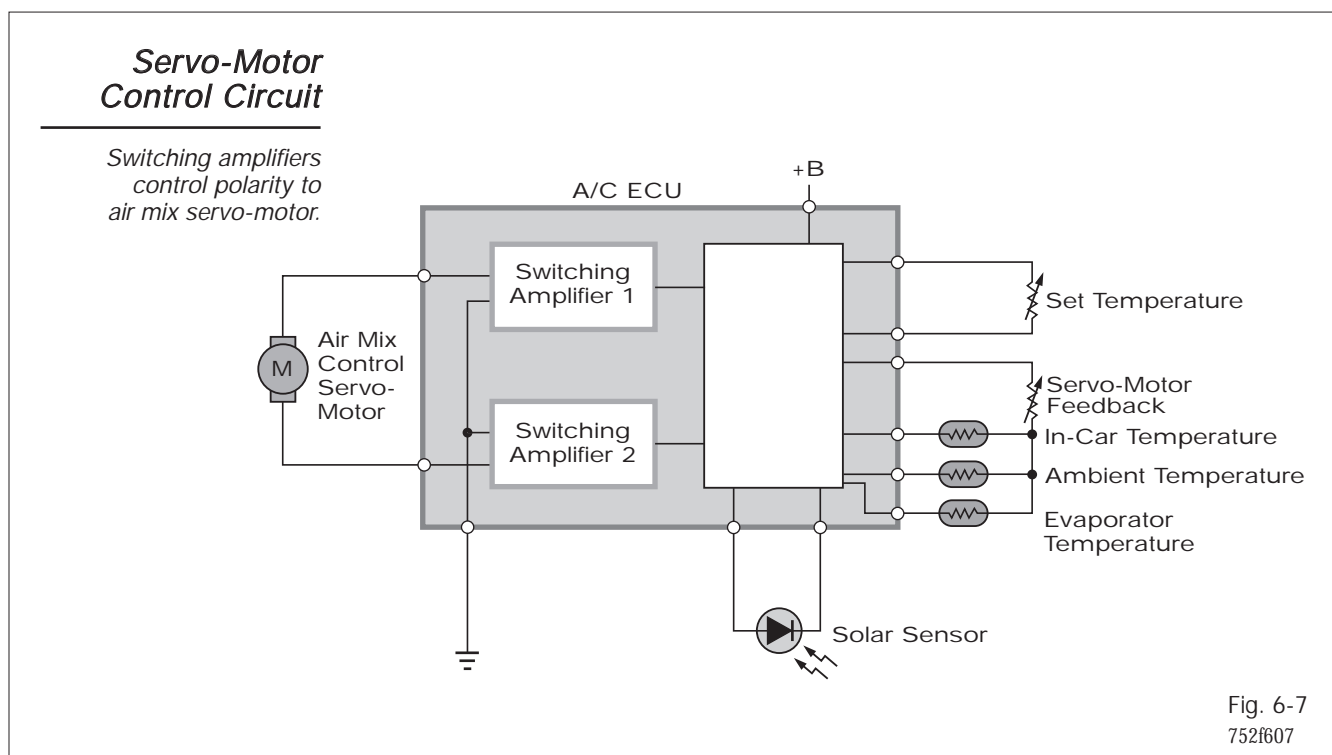 Servo-Motor
Control Circuit
Switching amplifiers
control polarity to
air mix servo-motor.
+B
A/C ECU
Switching
Amplifier 1
Set Temperature
Air Mix
Control
Servo-
Motor
M
Servo-Motor
Feedback
Switching
Amplifier 2
In-Car Temperature
Ambient Temperature
Evaporator
Temperature
Solar Sensor
Fig. 6-7
752f607